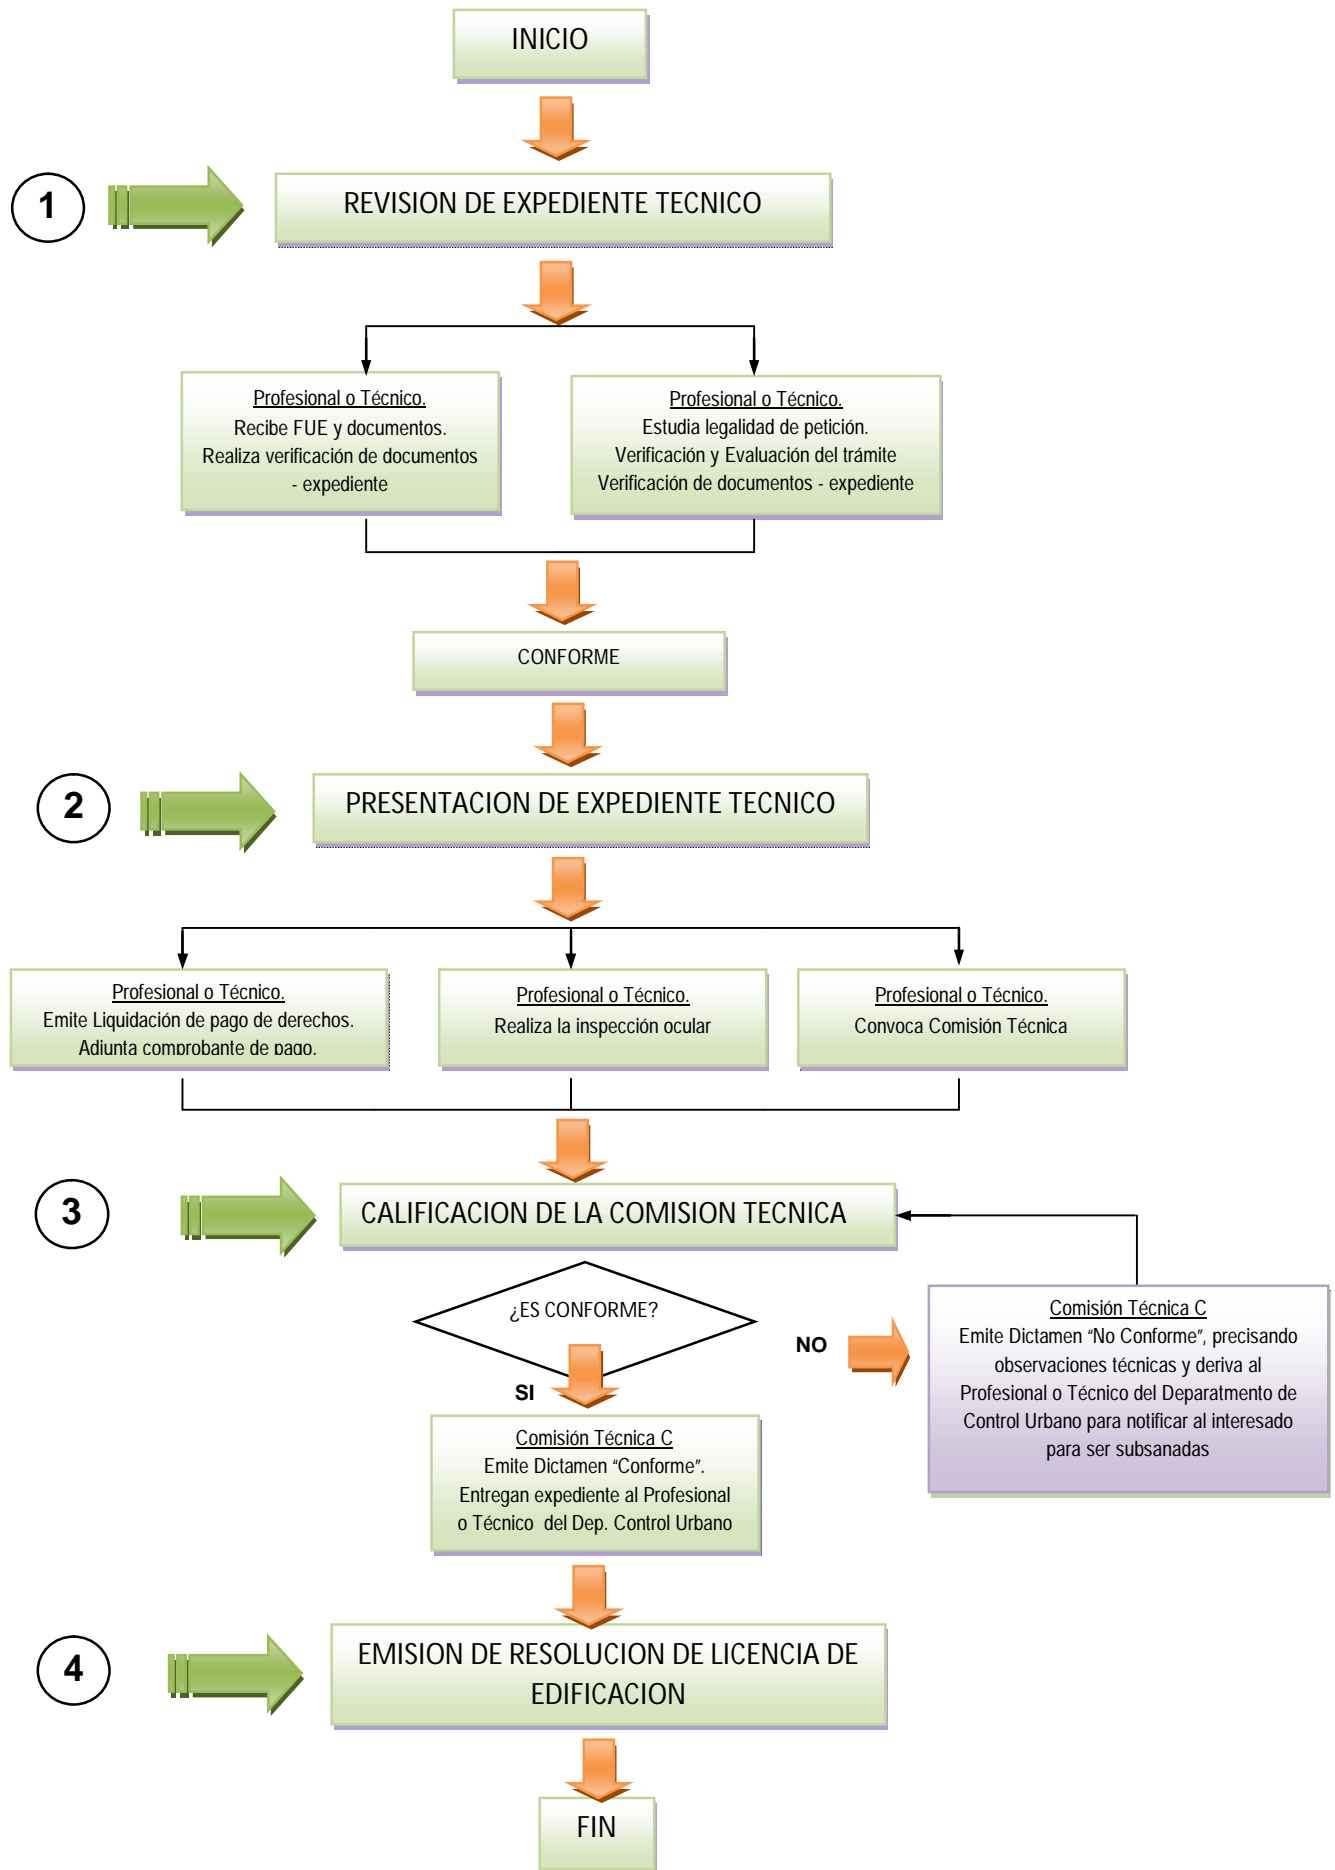 INICIO
1
REVISION DE EXPEDIENTE TECNICO
Profesional o Técnico.
Recibe FUE y documentos.
Realiza verificación de documentos
- expediente
Profesional o Técnico.
Estudia legalidad de petición.
Verificación y Evaluación del trámite
Verificación de documentos - expediente
CONFORME
2
PRESENTACION DE EXPEDIENTE TECNICO
Profesional o Técnico.
Emite Liquidación de pago de derechos.
Adjunta comprobante de pago.
Profesional o Técnico.
Realiza la inspección ocular
Profesional o Técnico.
Convoca Comisión Técnica
3
CALIFICACION DE LA COMISION TECNICA
¿ES CONFORME?
NO
Comisión Técnica C
Emite Dictamen “No Conforme”, precisando
observaciones técnicas y deriva al
Profesional o Técnico del Deparatmento de
Control Urbano para notificar al interesado
para ser subsanadas
SI
Comisión Técnica C
Emite Dictamen “Conforme”.
Entregan expediente al Profesional
o Técnico del Dep. Control Urbano
4
EMISION DE RESOLUCION DE LICENCIA DE
EDIFICACION
FIN